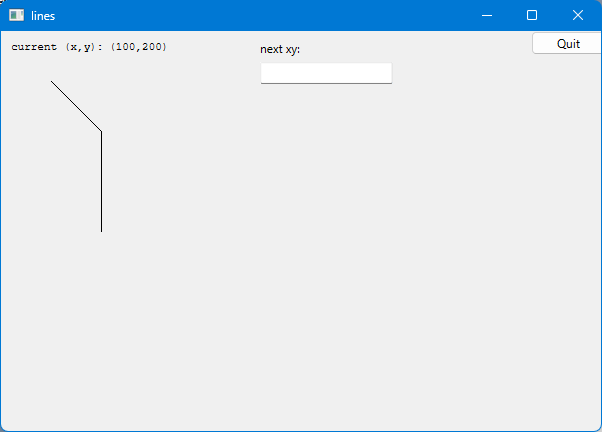 lines
current (x,y): (100,200)
next xy:
Quit